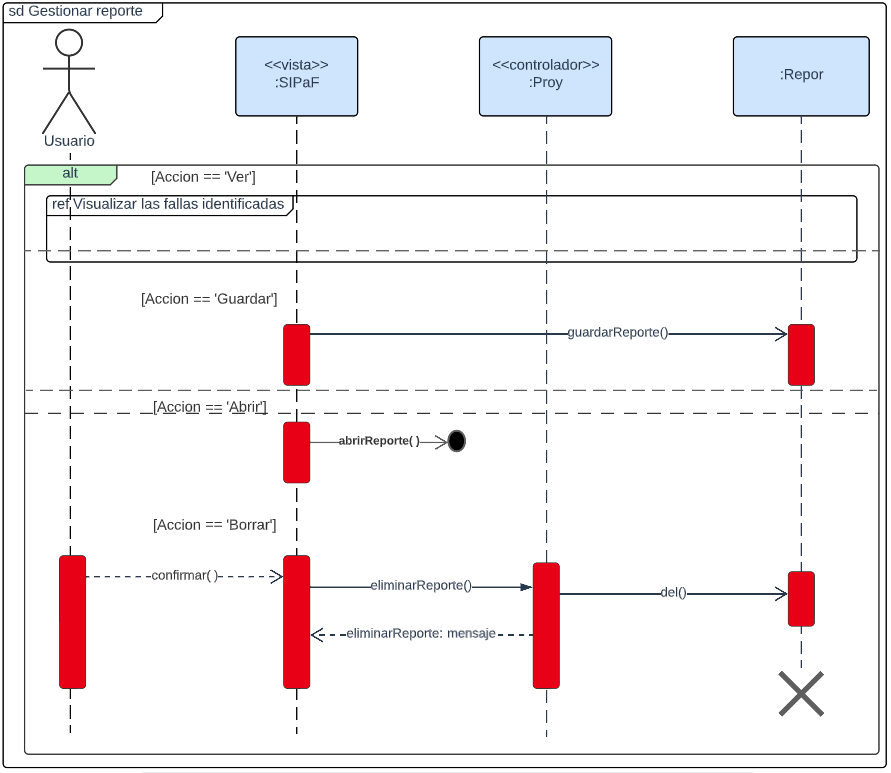 sd Gestionar reporte
<<vista>>
:SIPaF
<<controlador>>
:Proy
:Repor
Usuario
alt
[Accion == 'Ver']
ref Visualizar las fallas identificadas
[Accion == 'Guardar']
guardarReporte()
[Accion == 'Abrir']
abrirReporte( )
[Accion == 'Borrar']
confirmar( )
eliminarReporte()
del()
eliminarReporte: mensaje